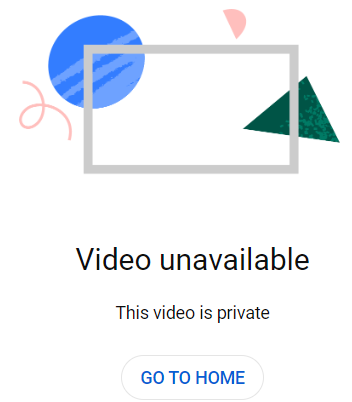 Video unavailable
This video is private
GO TO HOME